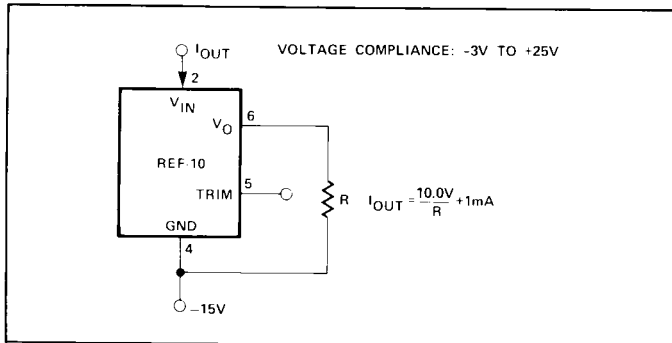 I_OUT
VOLTAGE COMPLIANCE: -3V TO +25V
2
V_IN
V_O
6
REF-10
TRIM
5
R
I_OUT = 10.0V/R + 1mA
GND
4
-15V